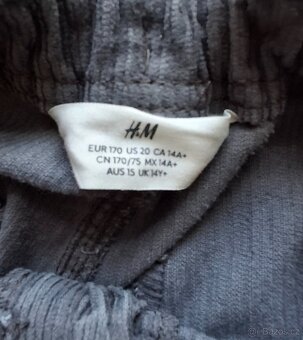 H&M
EUR 170 US 20 CA 14A+
CN 170/75 MX 14A+
AUS 15 UK 14Y+